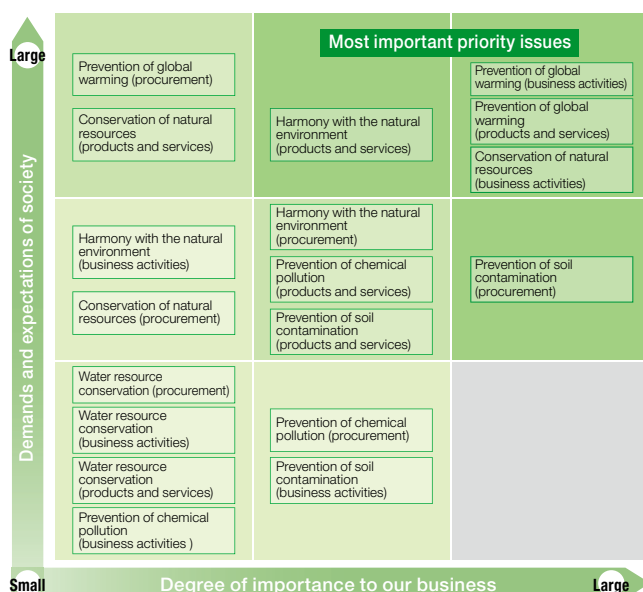 Large
Demands and expectations of society
Most important priority issues
Prevention of global
warming (procurement)
Conservation of natural
resources
(products and services)
Harmony with the natural
environment
(products and services)
Prevention of global
warming (business activities)
Prevention of global
warming
(products and services)
Conservation of natural
resources
(business activities)
Harmony with the natural
environment
(business activities)
Conservation of natural
resources (procurement)
Harmony with the natural
environment
(procurement)
Prevention of chemical
pollution
(products and services)
Prevention of soil
contamination
(products and services)
Prevention of soil
contamination
(procurement)
Water resource
conservation (procurement)
Water resource
conservation
(business activities)
Water resource
conservation
(products and services)
Prevention of chemical
pollution
(business activities )
Prevention of chemical
pollution (procurement)
Prevention of soil
contamination
(business activities)
Small
Degree of importance to our business
Large